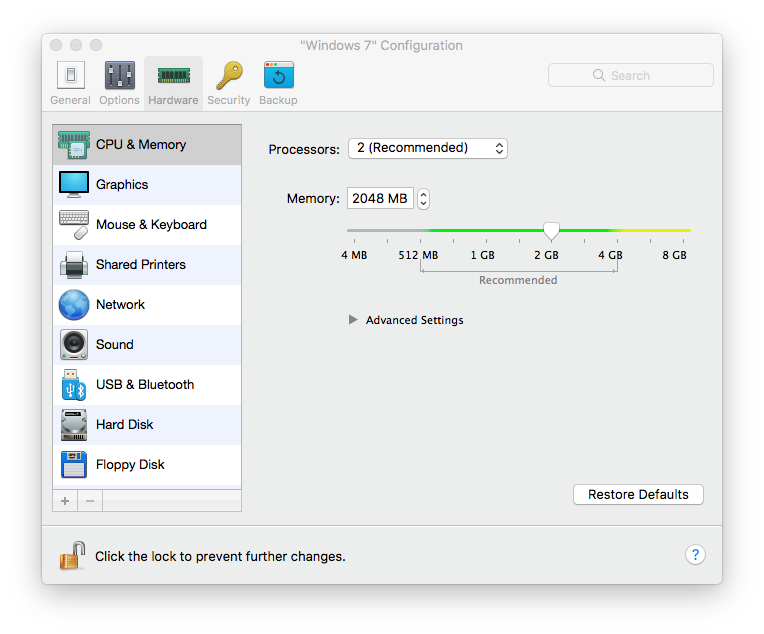 "Windows 7" Configuration
General Options Hardware Security Backup
Search
CPU & Memory
Graphics
Mouse & Keyboard
Shared Printers
Network
Sound
USB & Bluetooth
Hard Disk
Floppy Disk
+ −
Processors: 2 (Recommended)
Memory: 2048 MB
4 MB 512 MB 1 GB 2 GB 4 GB 8 GB
Recommended
Advanced Settings
Restore Defaults
Click the lock to prevent further changes.
?